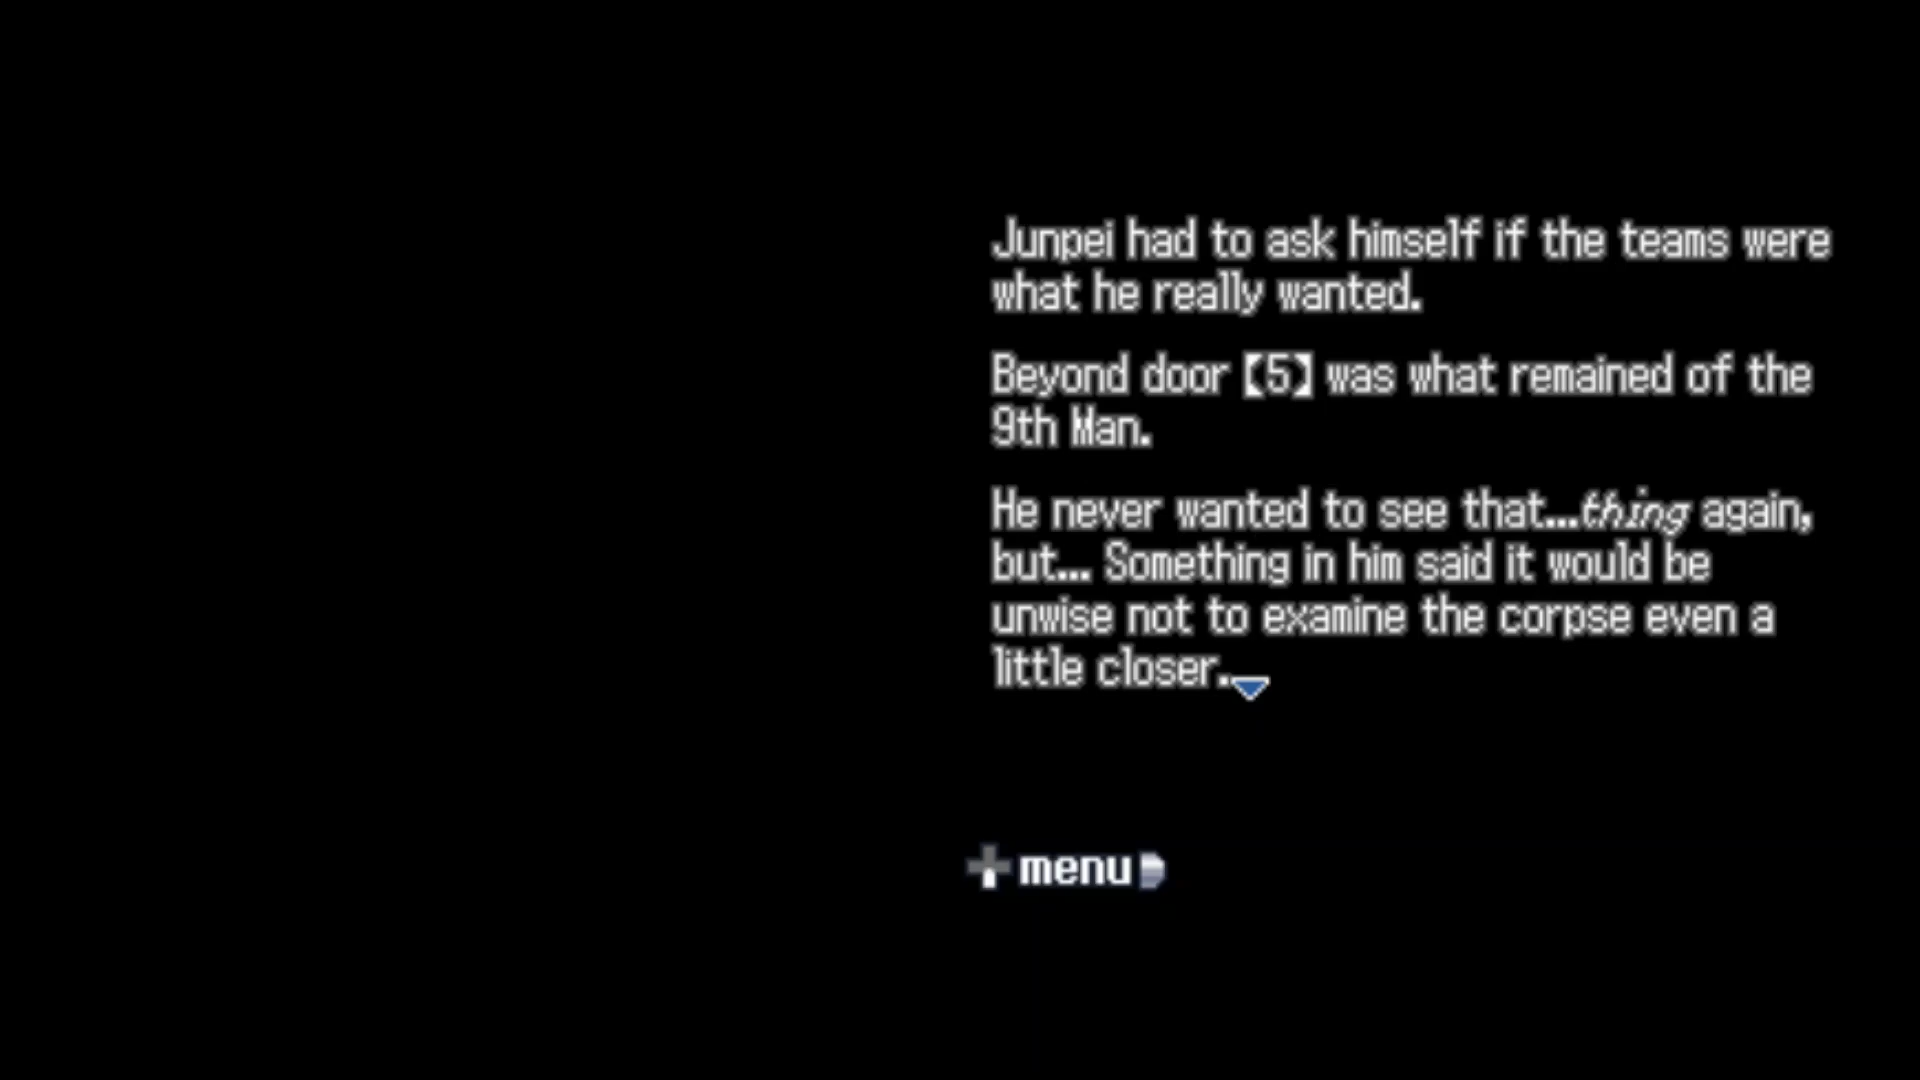 Junpei had to ask himself if the teams were
what he really wanted.
Beyond door【5】was what remained of the
9th Man.
He never wanted to see that...thing again,
but... Something in him said it would be
unwise not to examine the corpse even a
little closer.
menu